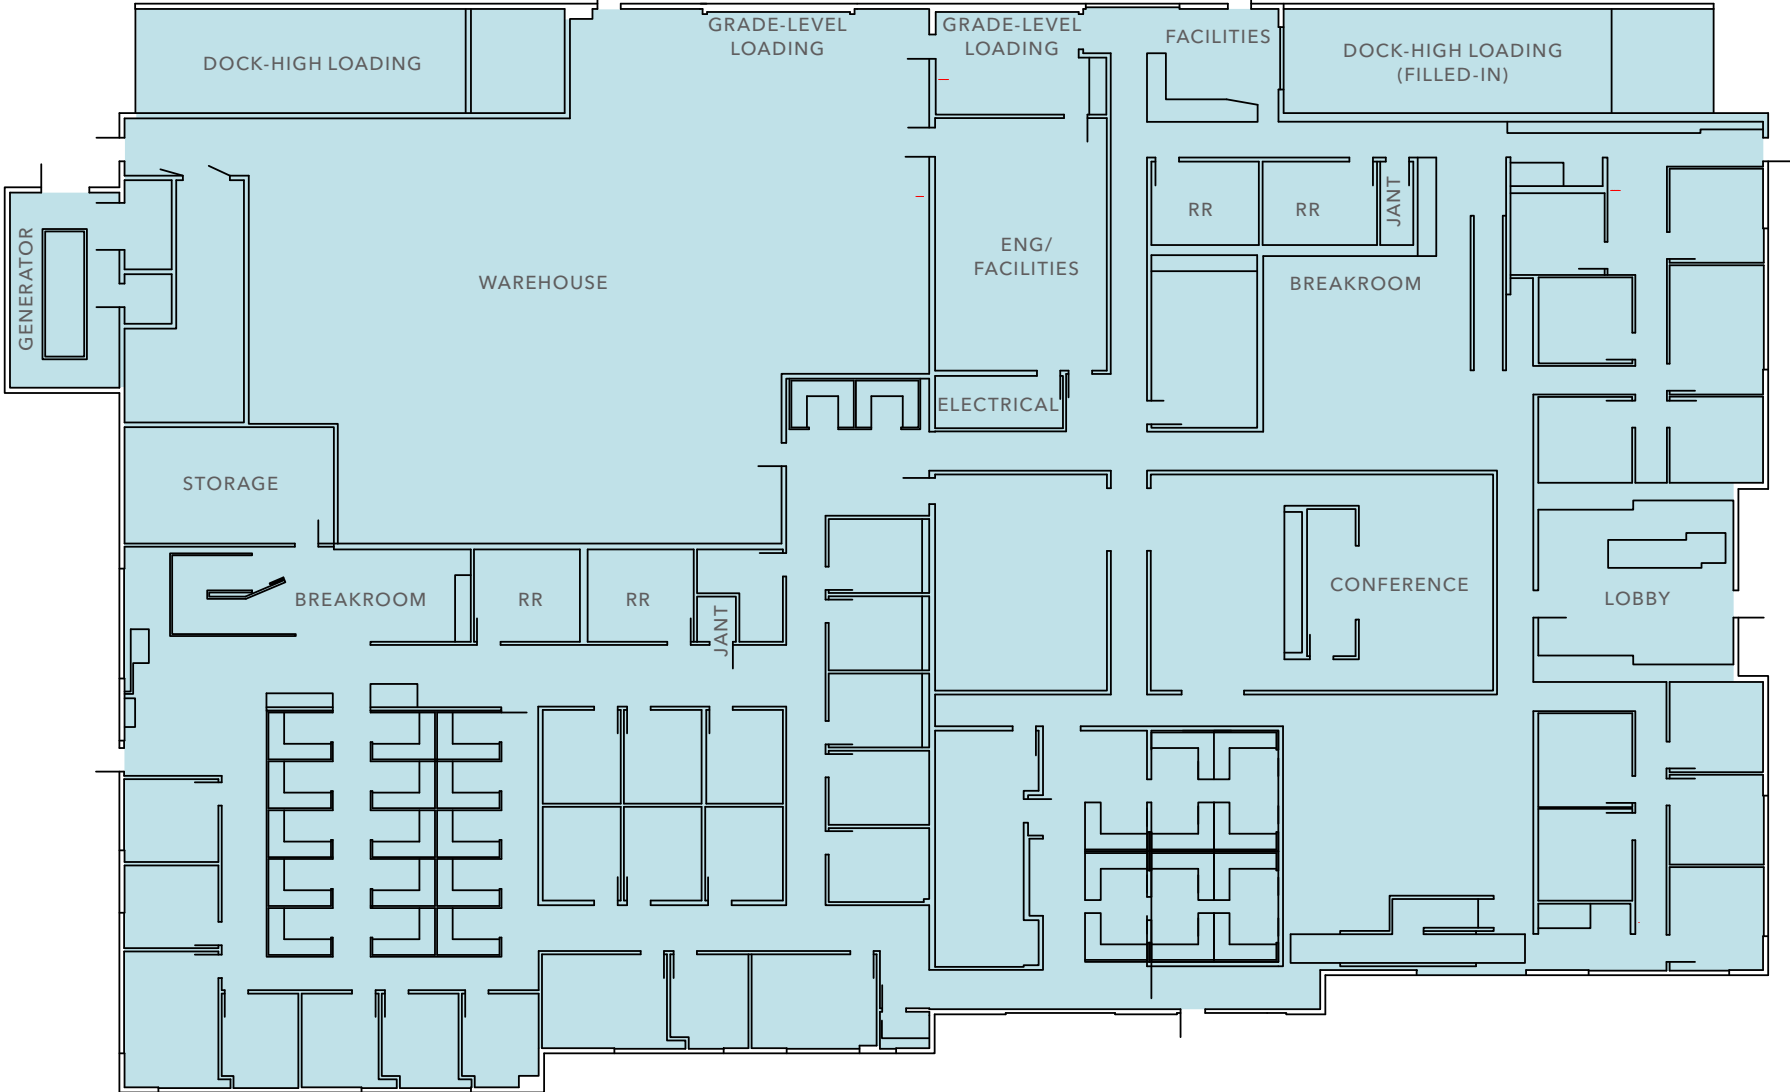 GRADE-LEVEL
LOADING
GRADE-LEVEL
LOADING
FACILITIES
DOCK-HIGH LOADING
DOCK-HIGH LOADING
(FILLED-IN)
GENERATOR
WAREHOUSE
ENG/
FACILITIES
RR
RR
JANT
BREAKROOM
ELECTRICAL
STORAGE
BREAKROOM
RR
RR
JANT
CONFERENCE
LOBBY